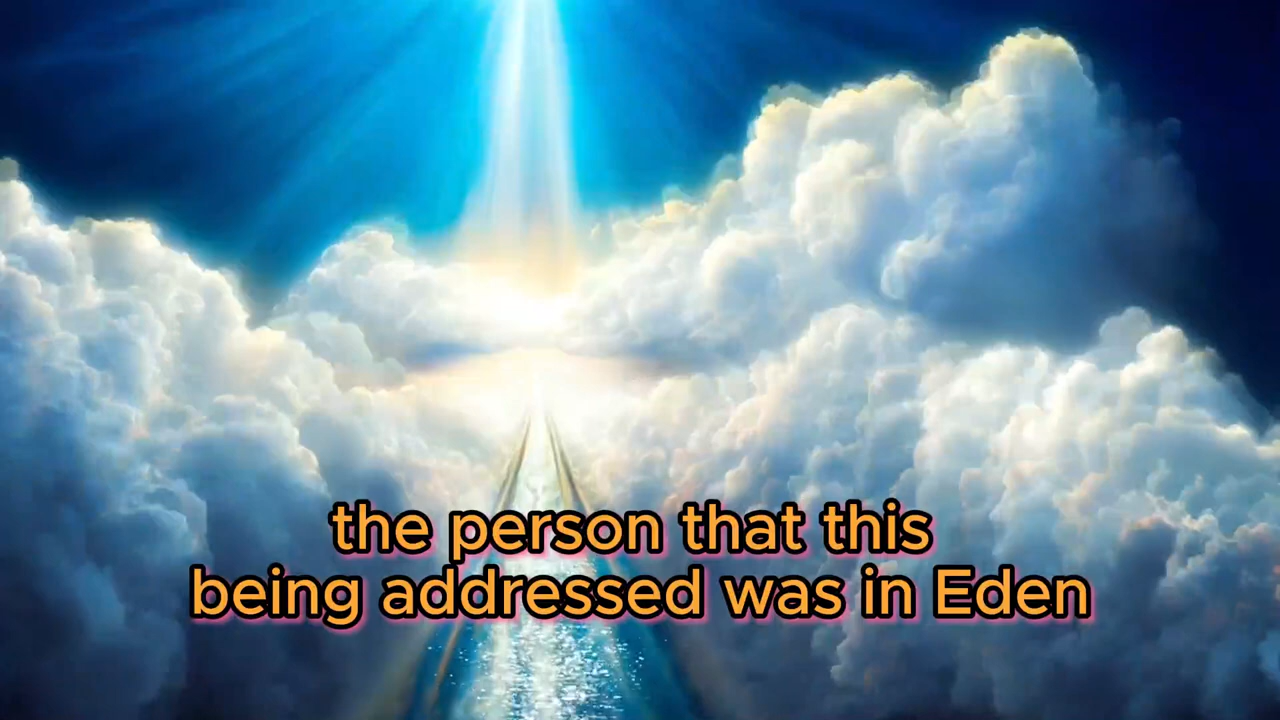 the person that this
being addressed was in Eden